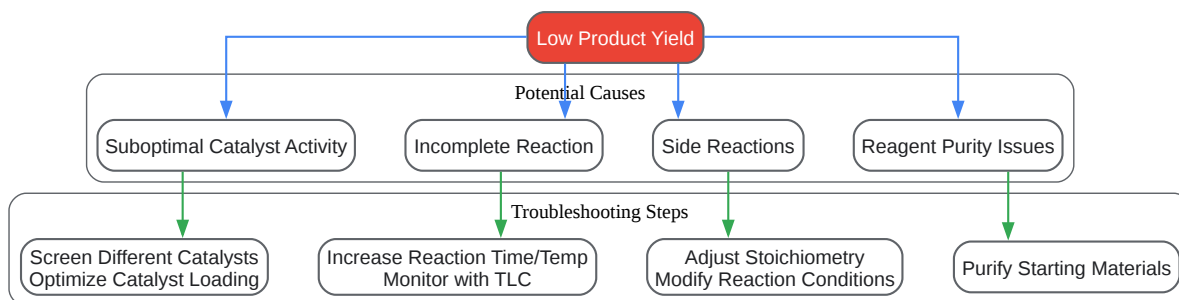 Low Product Yield
Potential Causes
Suboptimal Catalyst Activity
Incomplete Reaction
Side Reactions
Reagent Purity Issues
Troubleshooting Steps
Screen Different Catalysts
Optimize Catalyst Loading
Increase Reaction Time/Temp
Monitor with TLC
Adjust Stoichiometry
Modify Reaction Conditions
Purify Starting Materials